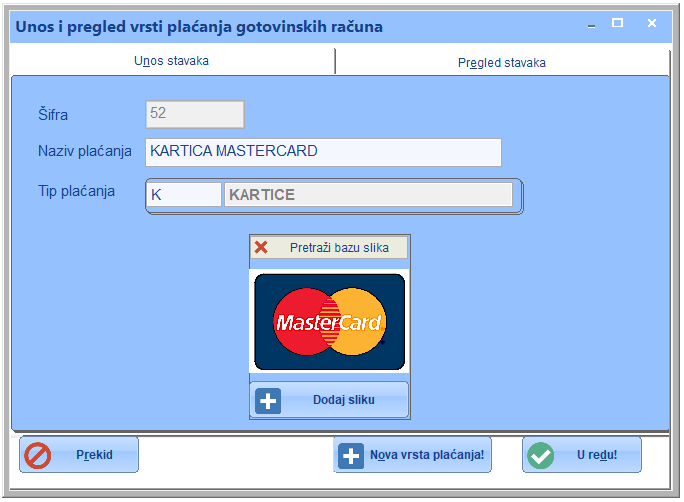 Unos i pregled vrsti plaćanja gotovinskih računa
Unos stavaka
Pregled stavaka
Šifra
52
Naziv plaćanja
KARTICA MASTERCARD
Tip plaćanja
K
KARTICE
Pretraži bazu slika
MasterCard
Dodaj sliku
Prekid
Nova vrsta plaćanja!
U redu!